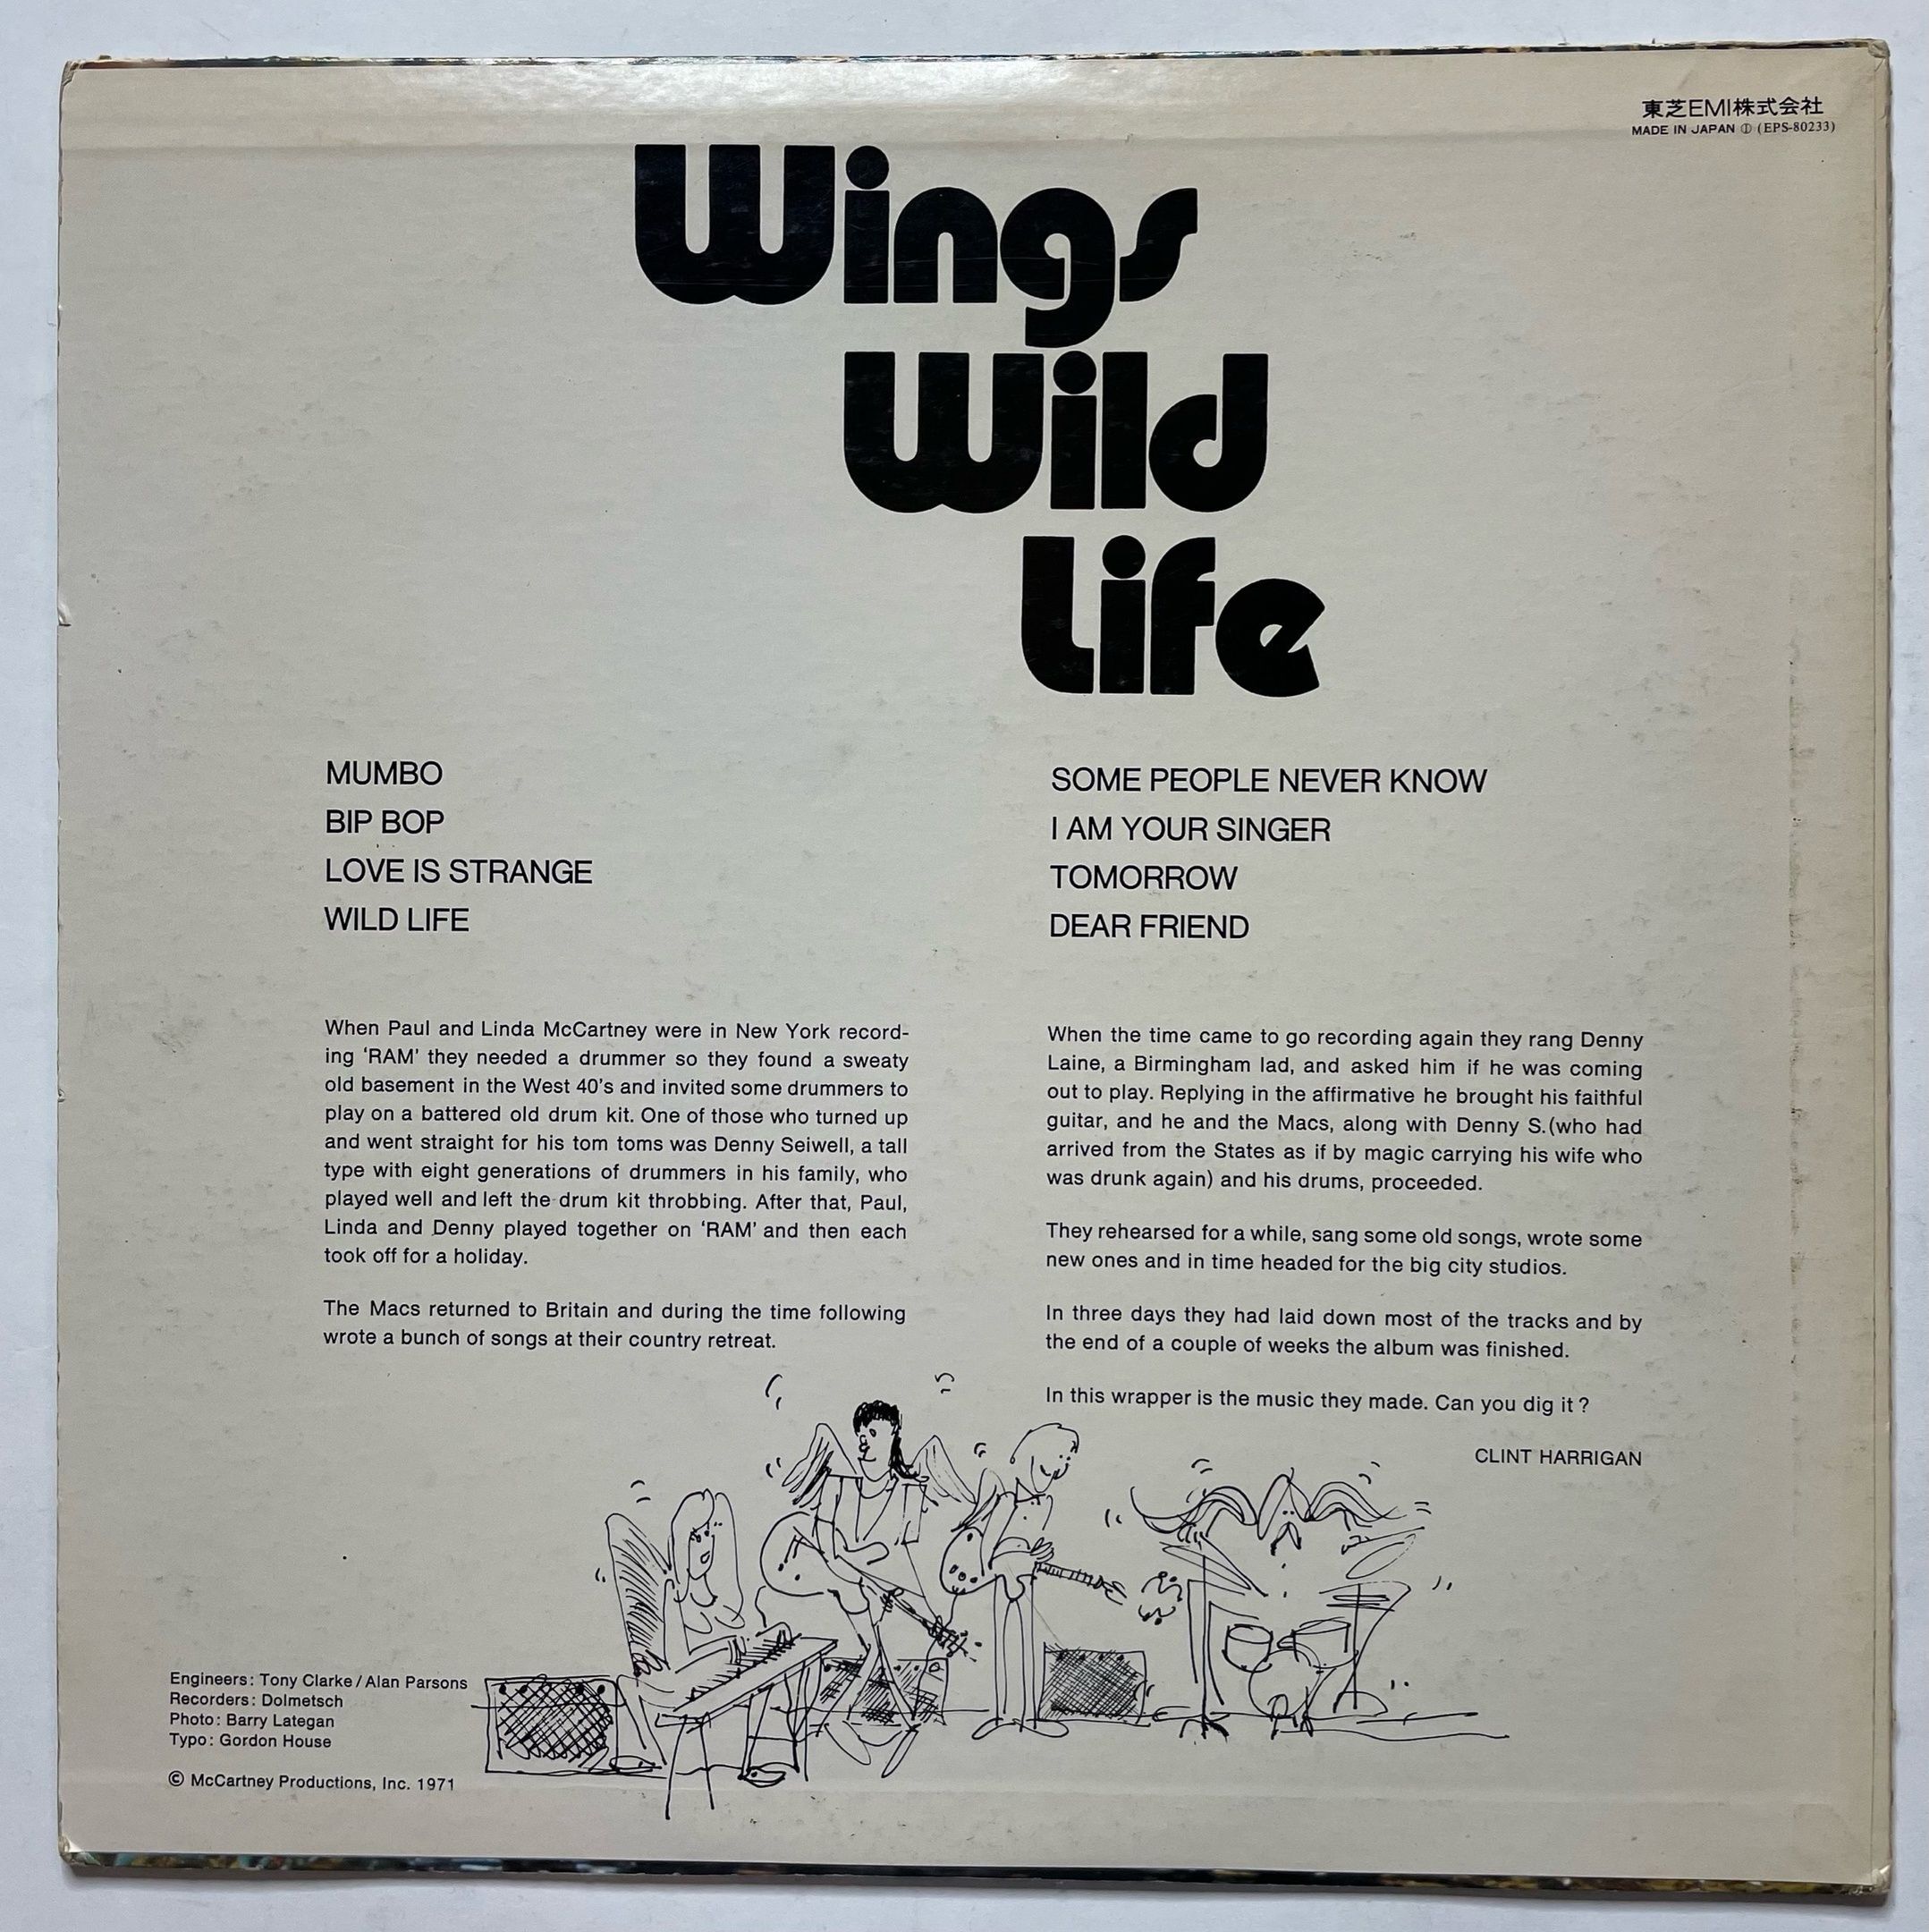 東芝EMI株式会社
MADE IN JAPAN Ⓣ (EPS-80233)
Wings
Wild
Life
MUMBO
BIP BOP
LOVE IS STRANGE
WILD LIFE
SOME PEOPLE NEVER KNOW
I AM YOUR SINGER
TOMORROW
DEAR FRIEND
When Paul and Linda McCartney were in New York record-
ing ‘RAM’ they needed a drummer so they found a sweaty
old basement in the West 40’s and invited some drummers to
play on a battered old drum kit. One of those who turned up
and went straight for his tom toms was Denny Seiwell, a tall
type with eight generations of drummers in his family, who
played well and left the drum kit throbbing. After that, Paul,
Linda and Denny played together on ‘RAM’ and then each
took off for a holiday.
The Macs returned to Britain and during the time following
wrote a bunch of songs at their country retreat.
When the time came to go recording again they rang Denny
Laine, a Birmingham lad, and asked him if he was coming
out to play. Replying in the affirmative he brought his faithful
guitar, and he and the Macs, along with Denny S.(who had
arrived from the States as if by magic carrying his wife who
was drunk again) and his drums, proceeded.
They rehearsed for a while, sang some old songs, wrote some
new ones and in time headed for the big city studios.
In three days they had laid down most of the tracks and by
the end of a couple of weeks the album was finished.
In this wrapper is the music they made. Can you dig it?
CLINT HARRIGAN
Engineers: Tony Clarke/Alan Parsons
Recorders: Dolmetsch
Photo: Barry Lategan
Typo: Gordon House
© McCartney Productions, Inc. 1971